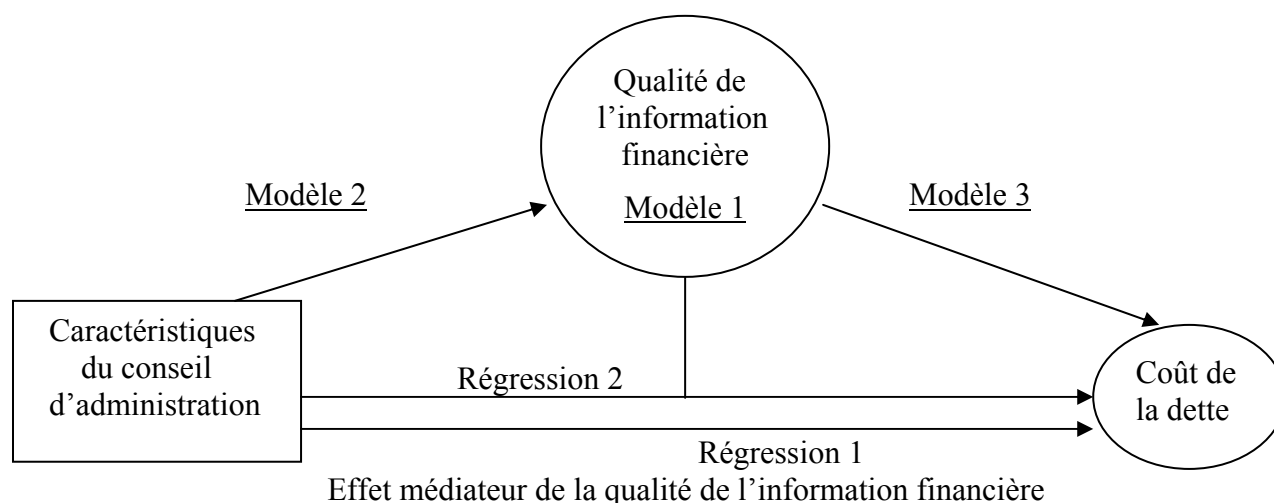 Qualité de
l’information
financière
Modèle 1
Modèle 2
Modèle 3
Caractéristiques
du conseil
d’administration
Régression 2
Coût de
la dette
Régression 1
Effet médiateur de la qualité de l’information financière